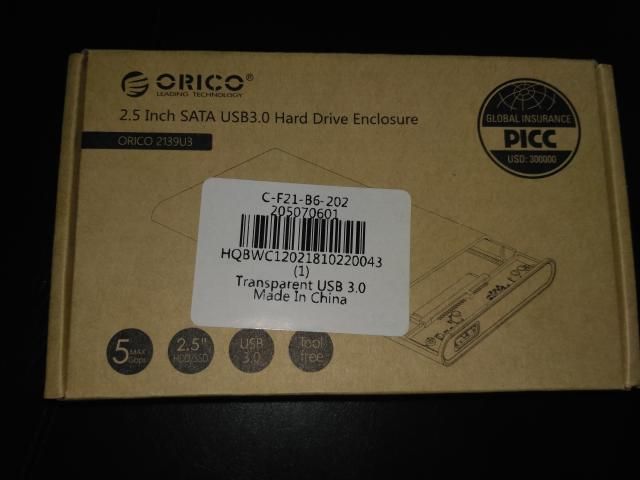 ORICO®
LEADING TECHNOLOGY
2.5 Inch SATA USB3.0 Hard Drive Enclosure
ORICO 2139U3
GLOBAL INSURANCE
PICC
USD: 300000
C-F21-B6-202
205070601
HQBWC12021810220043
(1)
Transparent USB 3.0
Made In China
5 MAX Gbps
2.5" HDD/SSD
USB 3.0
Tool free